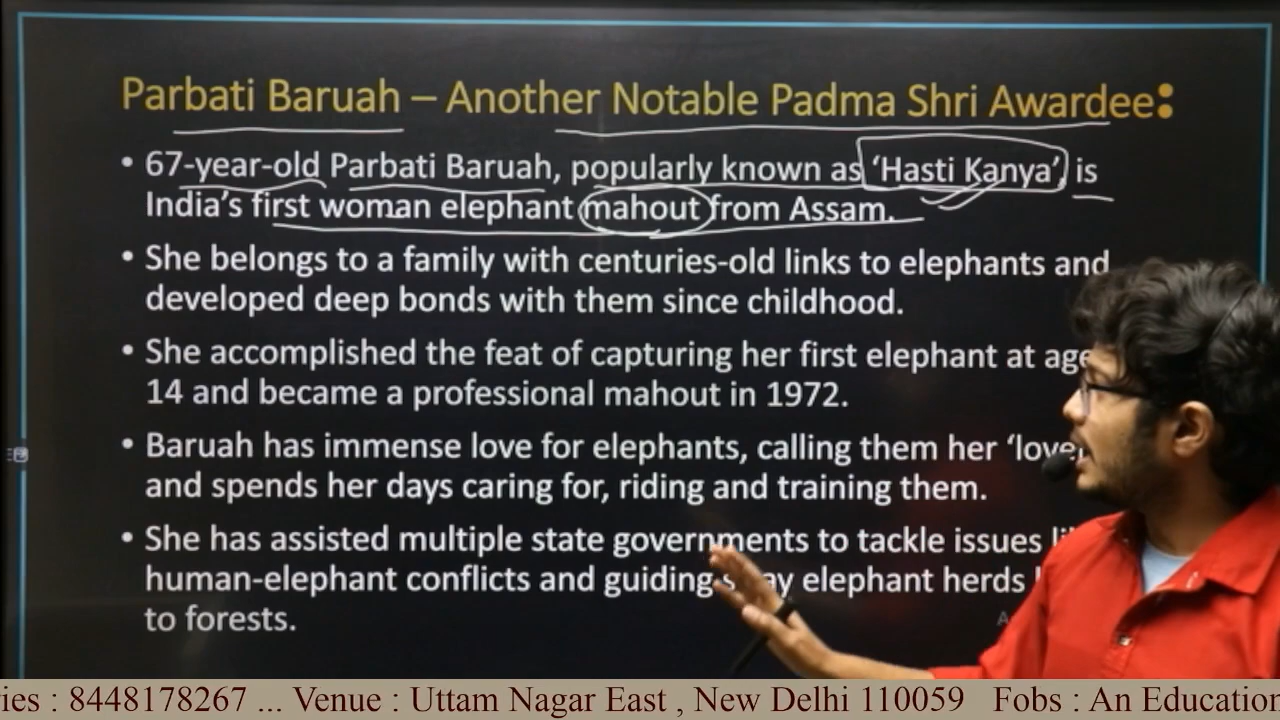 Parbati Baruah – Another Notable Padma Shri Awardee:
• 67-year-old Parbati Baruah, popularly known as ‘Hasti Kanya’, is
India’s first woman elephant mahout from Assam.
• She belongs to a family with centuries-old links to elephants and
developed deep bonds with them since childhood.
• She accomplished the feat of capturing her first elephant at age
14 and became a professional mahout in 1972.
• Baruah has immense love for elephants, calling them her
and spends her days caring for, riding and training them.
• She has assisted multiple state governments to tackle issues
human-elephant conflicts and guiding elephant herds
to forests.
ries : 8448178267 ... Venue : Uttam Nagar East , New Delhi 110059 Fobs : An Education